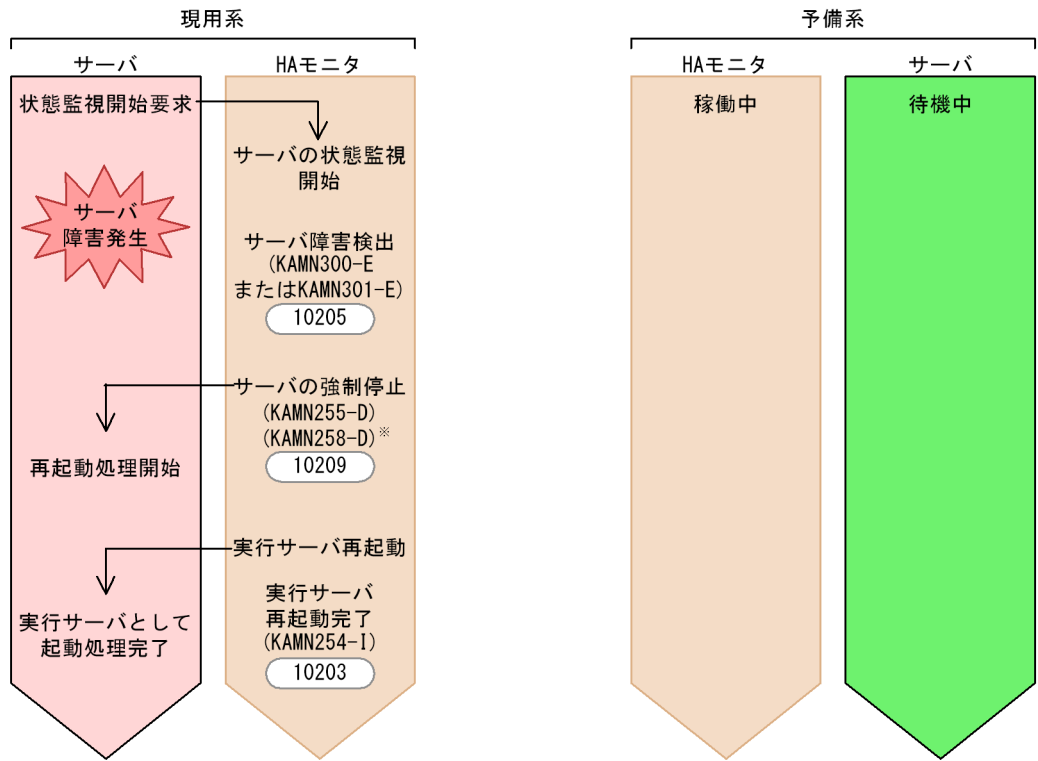 現用系
予備系
サーバ
HAモニタ
HAモニタ
サーバ
状態監視開始要求
稼働中
待機中
サーバの状態監視
開始
サーバ
障害発生
サーバ障害検出
(KAMN300-E
またはKAMN301-E)
10205
サーバの強制停止
(KAMN255-D)
(KAMN258-D)※
10209
再起動処理開始
実行サーバ再起動
実行サーバ
再起動完了
(KAMN254-I)
10203
実行サーバとして
起動処理完了